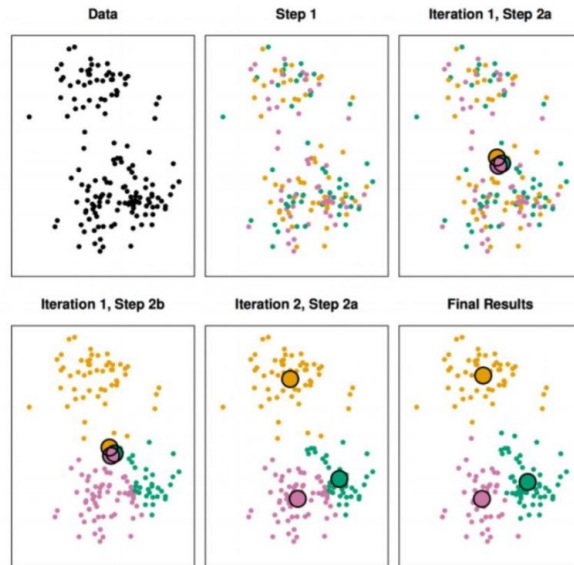 Data
Step 1
Iteration 1, Step 2a
Iteration 1, Step 2b
Iteration 2, Step 2a
Final Results